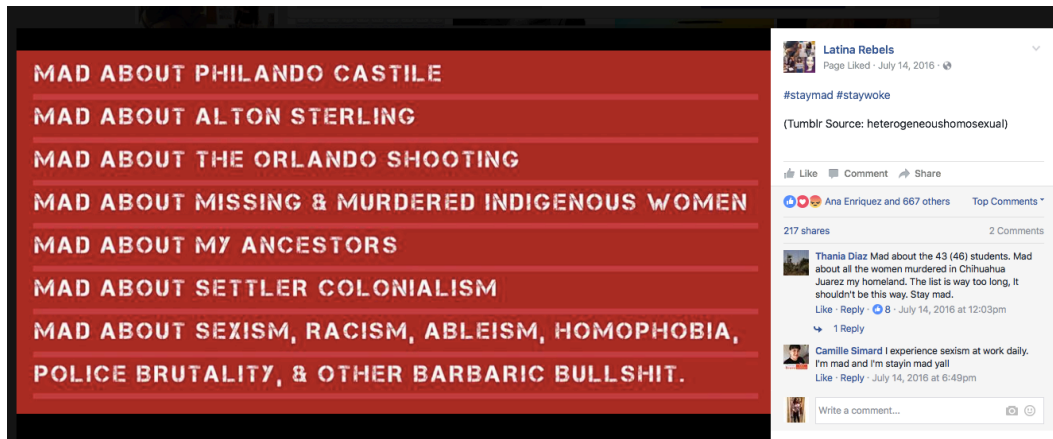 MAD ABOUT PHILANDO CASTILE
MAD ABOUT ALTON STERLING
MAD ABOUT THE ORLANDO SHOOTING
MAD ABOUT MISSING & MURDERED INDIGENOUS WOMEN
MAD ABOUT MY ANCESTORS
MAD ABOUT SETTLER COLONIALISM
MAD ABOUT SEXISM, RACISM, ABLEISM, HOMOPHOBIA,
POLICE BRUTALITY, & OTHER BARBARIC BULLSHIT.
Latina Rebels
Page Liked · July 14, 2016 ·
#staymad #staywoke
(Tumblr Source: heterogeneoushomosexual)
Like Comment Share
Ana Enriquez and 667 others Top Comments
217 shares 2 Comments
Thania Diaz Mad about the 43 (46) students. Mad
about all the women murdered in Chihuahua
Juarez my homeland. The list is way too long, It
shouldn't be this way. Stay mad.
Like · Reply · 8 · July 14, 2016 at 12:03pm
1 Reply
Camille Simard I experience sexism at work daily.
I'm mad and I'm stayin mad yall
Like · Reply · July 14, 2016 at 6:49pm
Write a comment...